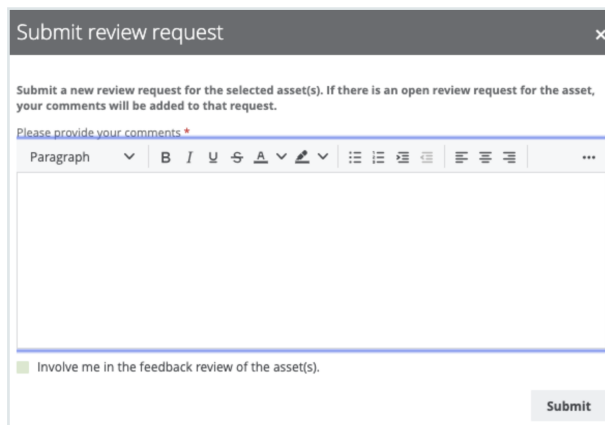 Submit review request
Submit a new review request for the selected asset(s). If there is an open review request for the asset,
your comments will be added to that request.
Please provide your comments *
Paragraph B I U S A
Involve me in the feedback review of the asset(s).
Submit